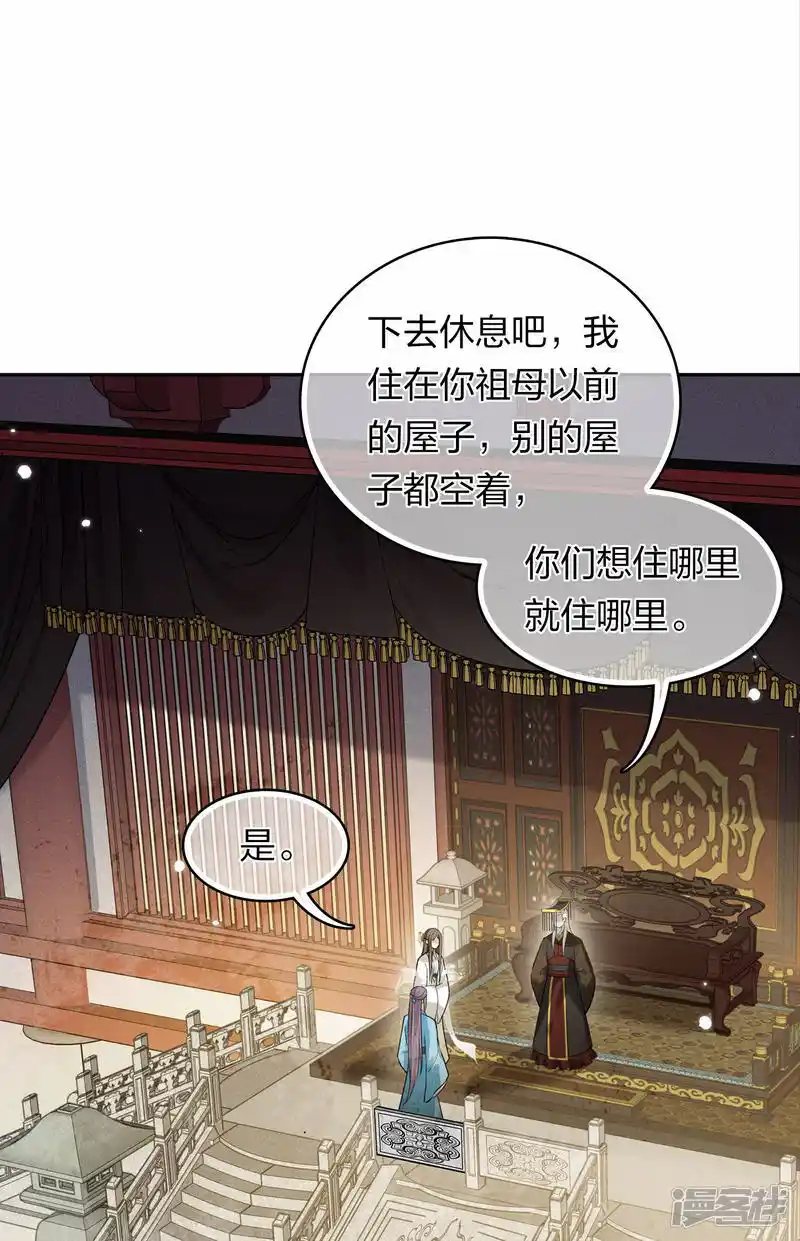 下去休息吧，我
住在你祖母以前
的屋子，别的屋
子都空着，
你们想住哪里
就住哪里。
是。
漫客栈